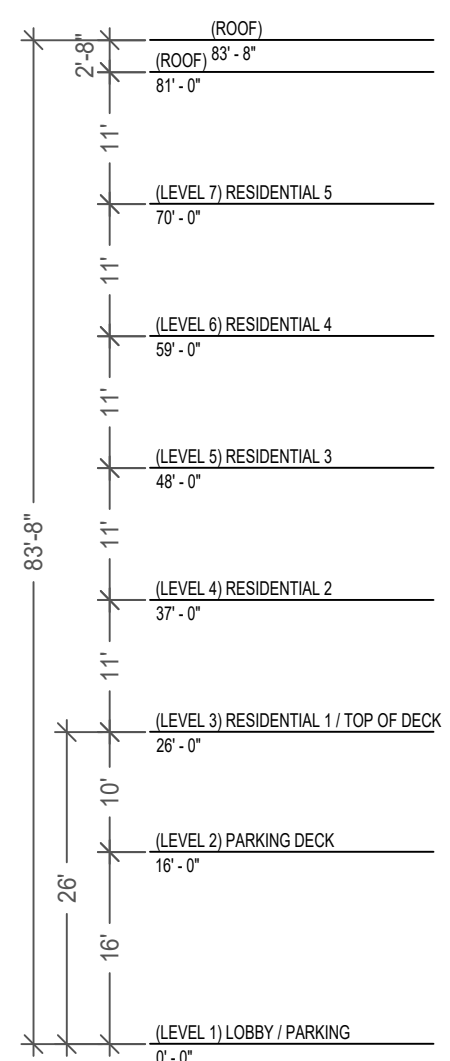 (ROOF)
83' - 8"
2'-8"
(ROOF)
81' - 0"
11'
(LEVEL 7) RESIDENTIAL 5
70' - 0"
11'
(LEVEL 6) RESIDENTIAL 4
59' - 0"
11'
(LEVEL 5) RESIDENTIAL 3
48' - 0"
83'-8"
11'
(LEVEL 4) RESIDENTIAL 2
37' - 0"
11'
(LEVEL 3) RESIDENTIAL 1 / TOP OF DECK
26' - 0"
10'
(LEVEL 2) PARKING DECK
16' - 0"
26'
16'
(LEVEL 1) LOBBY / PARKING
0' - 0"